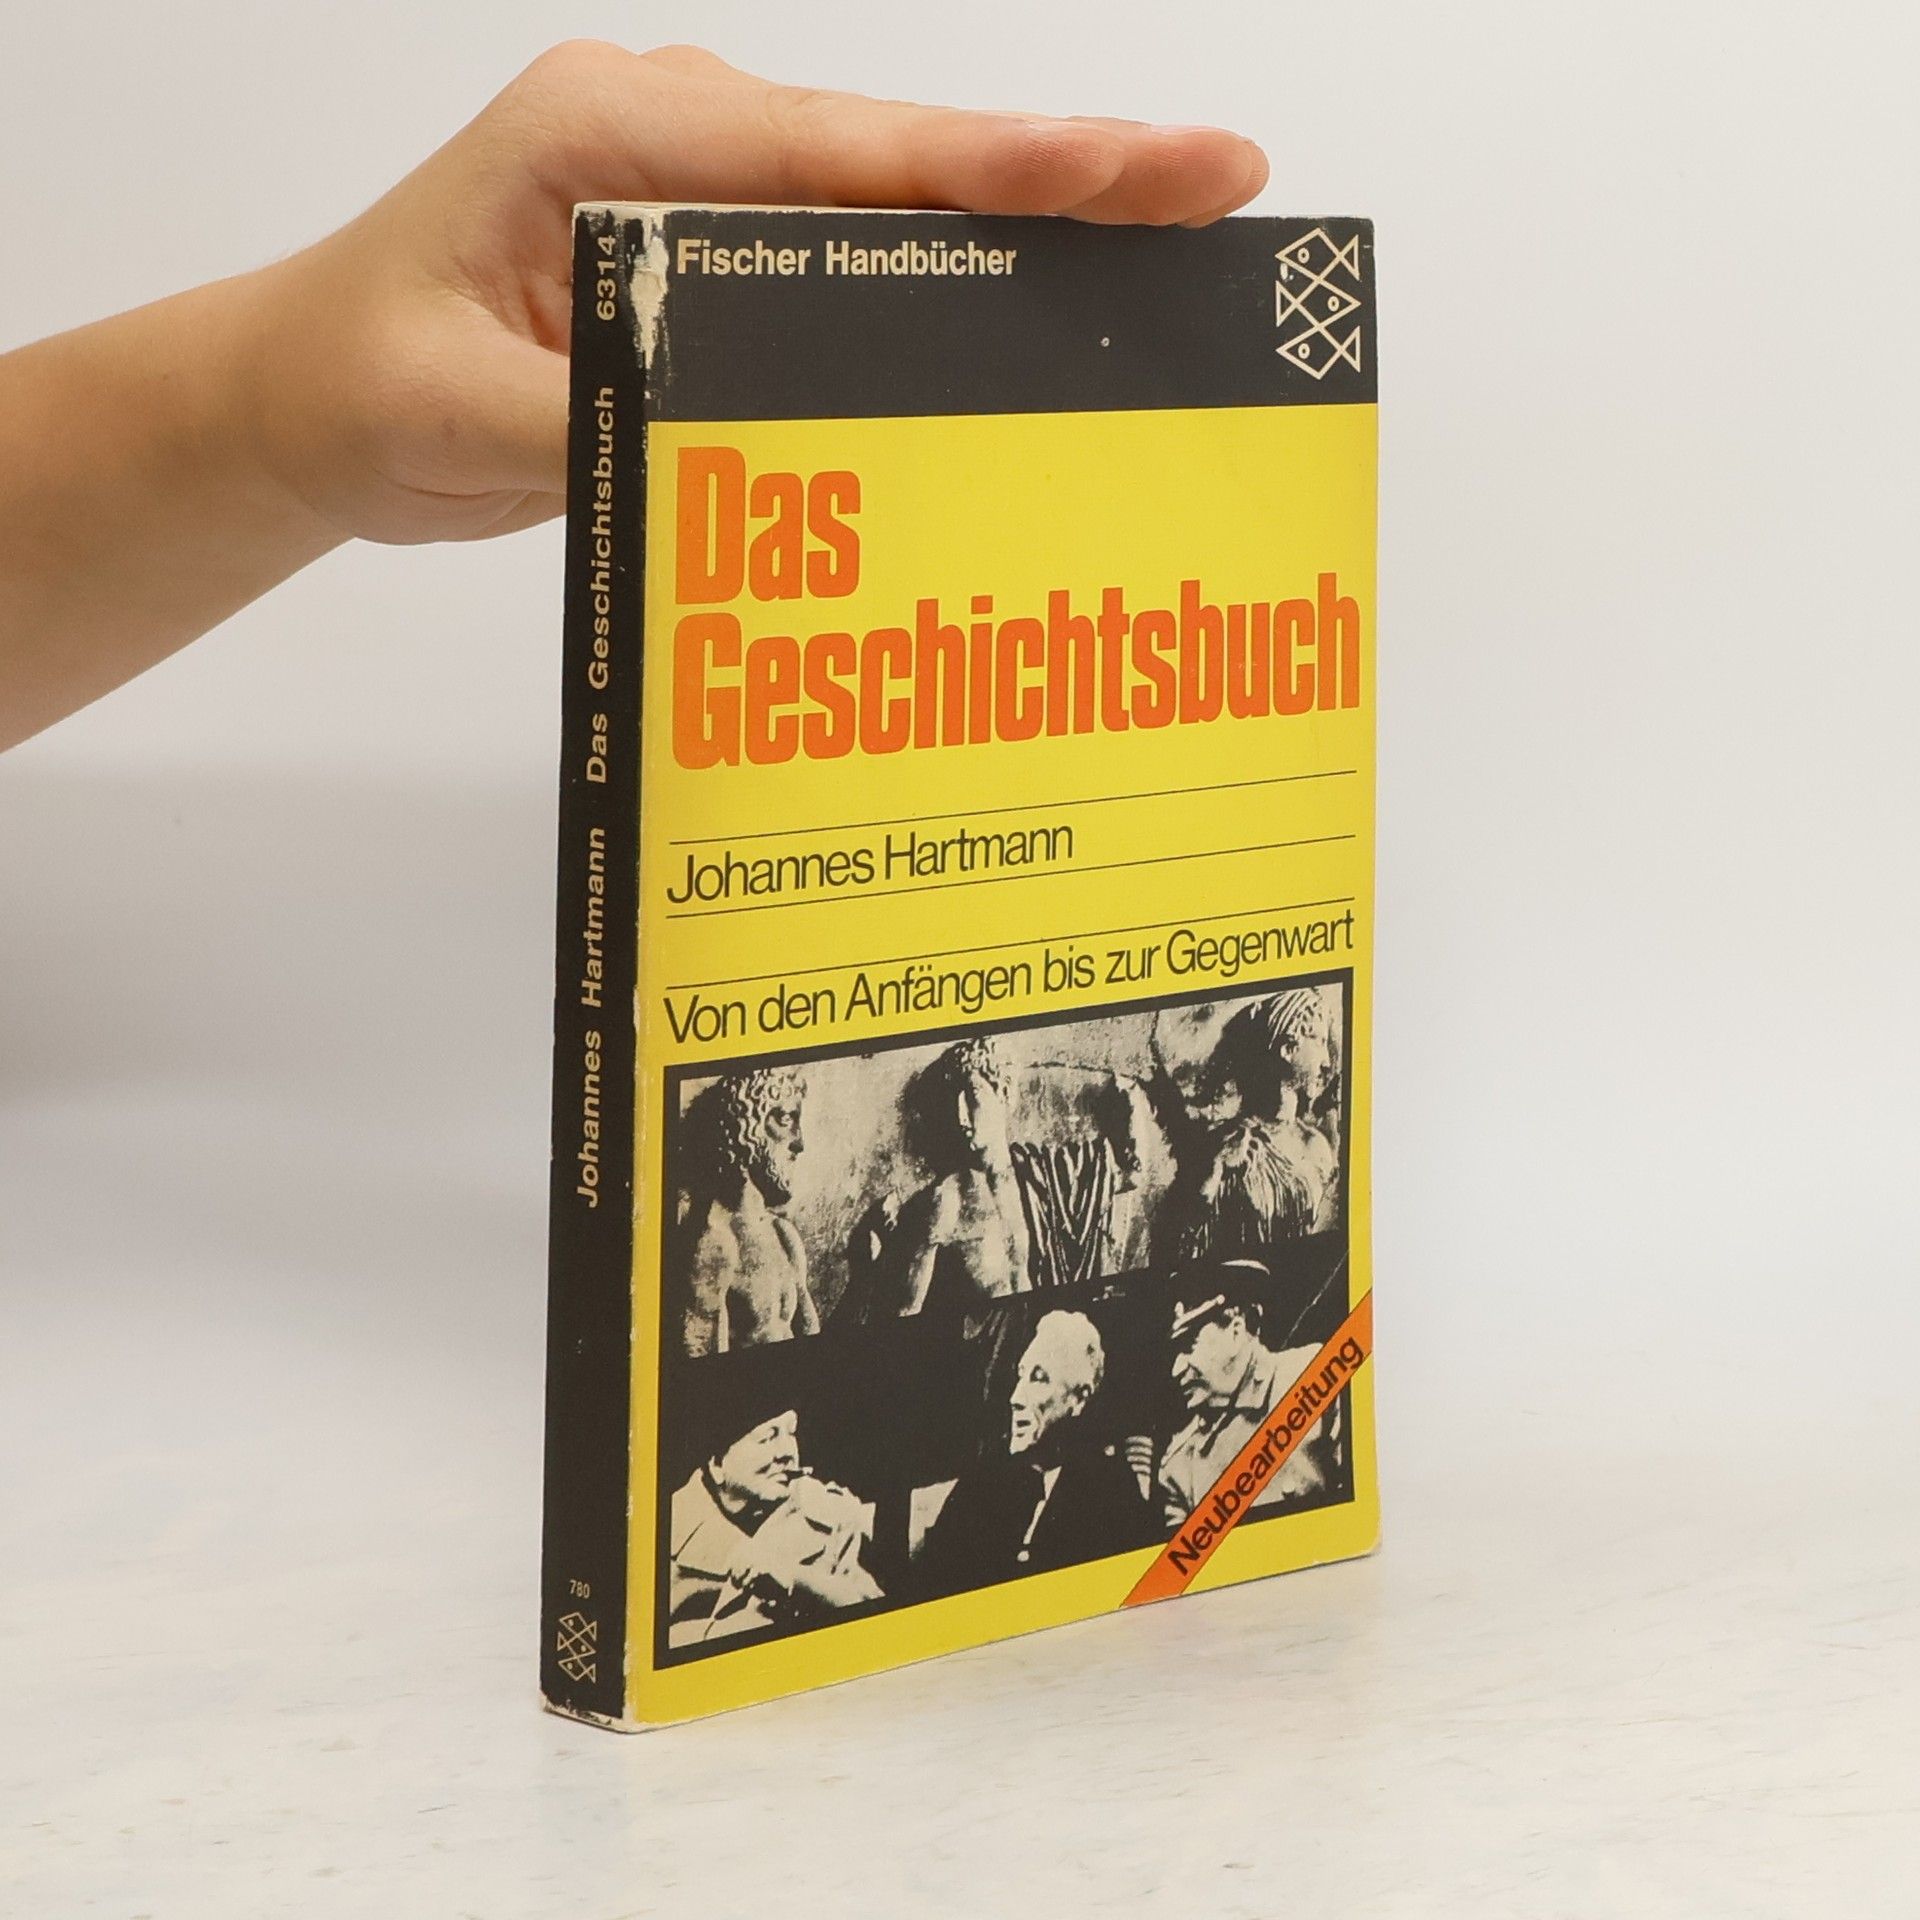 Fischer Handbücher
Das
Geschichtsbuch
Johannes Hartmann
Von den Anfängen bis zur Gegenwart
Neubearbeitung
Johannes Hartmann Das Geschichtsbuch 6314
780